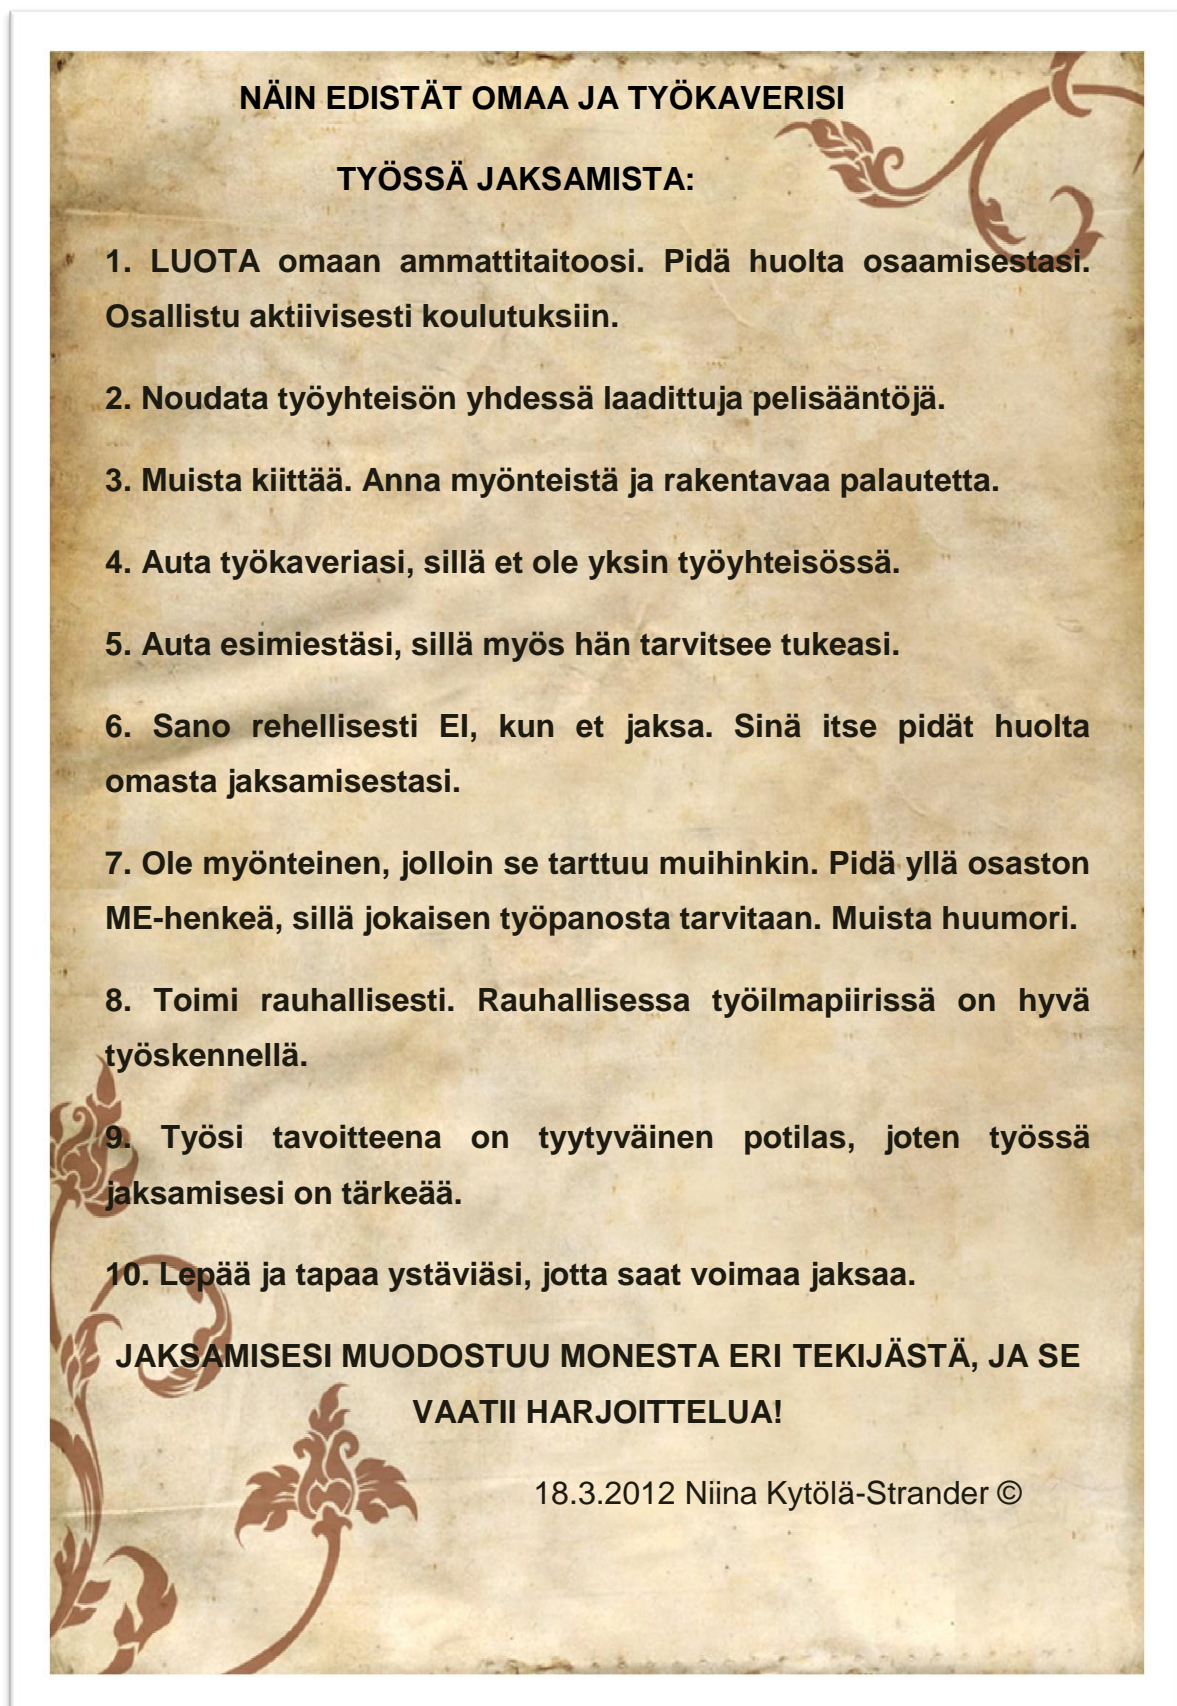 NÄIN EDISTÄT OMAA JA TYÖKAVERISI
TYÖSSÄ JAKSAMISTA:
1. LUOTA omaan ammattitaitoosi. Pidä huolta osaamisestasi.
Osallistu aktiivisesti koulutuksiin.
2. Noudata työyhteisön yhdessä laadittuja pelisääntöjä.
3. Muista kiittää. Anna myönteistä ja rakentavaa palautetta.
4. Auta työkaveriasi, sillä et ole yksin työyhteisössä.
5. Auta esimiestäsi, sillä myös hän tarvitsee tukeasi.
6. Sano rehellisesti EI, kun et jaksa. Sinä itse pidät huolta
omasta jaksamisestasi.
7. Ole myönteinen, jolloin se tarttuu muihinkin. Pidä yllä osaston
ME-henkeä, sillä jokaisen työpanosta tarvitaan. Muista huumori.
8. Toimi rauhallisesti. Rauhallisessa työilmapiirissä on hyvä
työskennellä.
9. Työsi tavoitteena on tyytyväinen potilas, joten työssä
jaksamisesi on tärkeää.
10. Lepää ja tapaa ystäviäsi, jotta saat voimaa jaksaa.
JAKSAMISESI MUODOSTUU MONESTA ERI TEKIJÄSTÄ, JA SE
VAATII HARJOITTELUA!
18.3.2012 Niina Kytölä-Strander ©